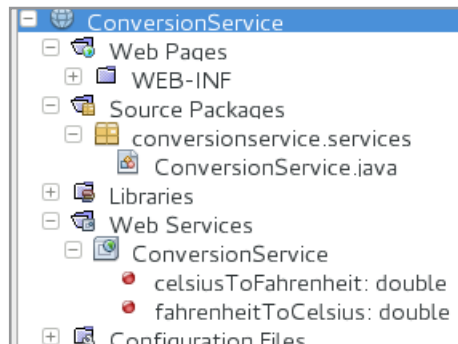 ConversionService
Web Pages
WEB-INF
Source Packages
conversionservice.services
ConversionService.java
Libraries
Web Services
ConversionService
celsiusToFahrenheit: double
fahrenheitToCelsius: double
Configuration Files